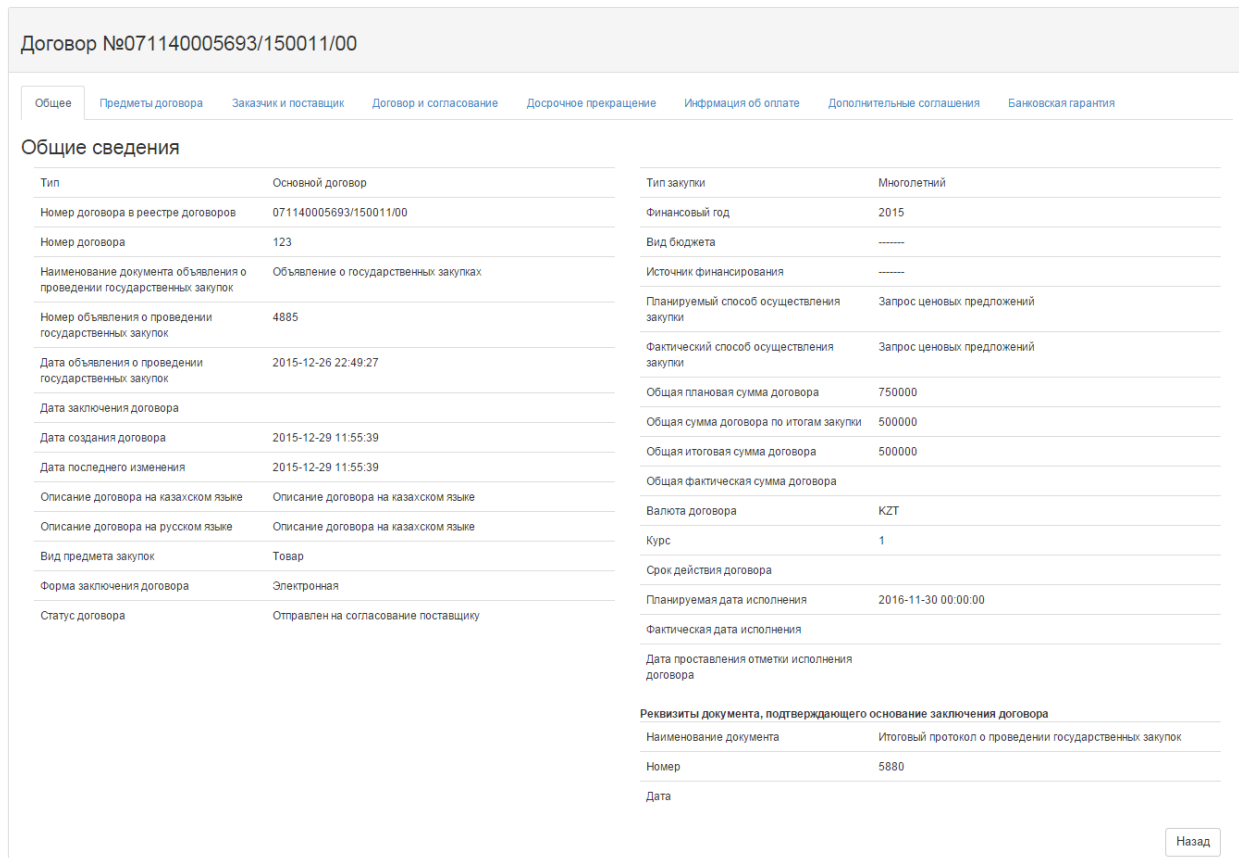 Договор №071140005693/150011/00
Общее Предметы договора Заказчик и поставщик Договор и согласование Досрочное прекращение Инфрмация об оплате Дополнительные соглашения Банковская гарантия
Общие сведения
Тип Основной договор
Номер договора в реестре договоров 071140005693/150011/00
Номер договора 123
Наименование документа объявления о Объявление о государственных закупках
проведении государственных закупок
Номер объявления о проведении 4885
государственных закупок
Дата объявления о проведении 2015-12-26 22:49:27
государственных закупок
Дата заключения договора
Дата создания договора 2015-12-29 11:55:39
Дата последнего изменения 2015-12-29 11:55:39
Описание договора на казахском языке Описание договора на казахском языке
Описание договора на русском языке Описание договора на казахском языке
Вид предмета закупок Товар
Форма заключения договора Электронная
Статус договора Отправлен на согласование поставщику
Тип закупки Многолетний
Финансовый год 2015
Вид бюджета -------
Источник финансирования -------
Планируемый способ осуществления Запрос ценовых предложений
закупки
Фактический способ осуществления Запрос ценовых предложений
закупки
Общая плановая сумма договора 750000
Общая сумма договора по итогам закупки 500000
Общая итоговая сумма договора 500000
Общая фактическая сумма договора
Валюта договора KZT
Курс 1
Срок действия договора
Планируемая дата исполнения 2016-11-30 00:00:00
Фактическая дата исполнения
Дата проставления отметки исполнения
договора
Реквизиты документа, подтверждающего основание заключения договора
Наименование документа Итоговый протокол о проведении государственных закупок
Номер 5880
Дата
Назад